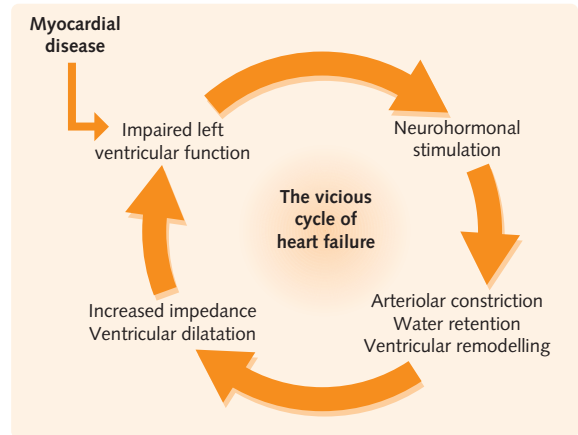 Myocardial
disease
Impaired left
ventricular function
Neurohormonal
stimulation
The vicious
cycle of
heart failure
Arteriolar constriction
Water retention
Ventricular remodelling
Increased impedance
Ventricular dilatation